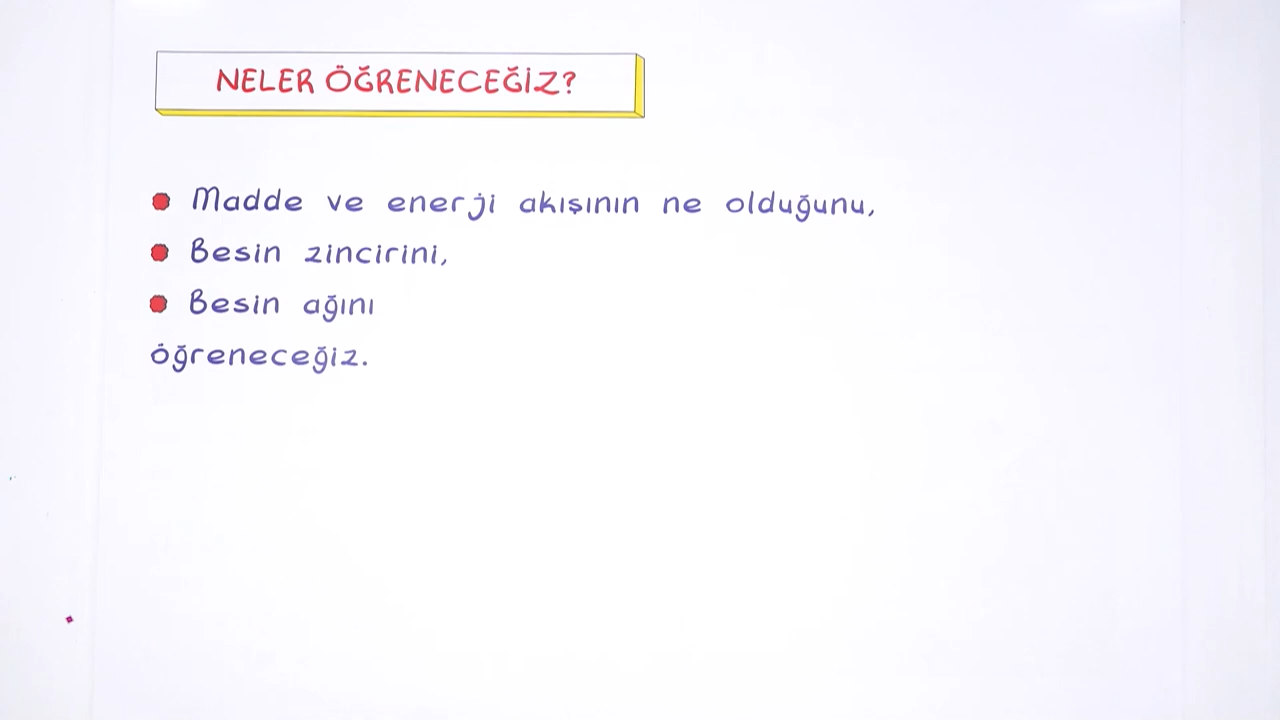 NELER ÖĞRENECEĞİZ?
Madde ve enerji akışının ne olduğunu,
Besin zincirini,
Besin ağını
öğreneceğiz.